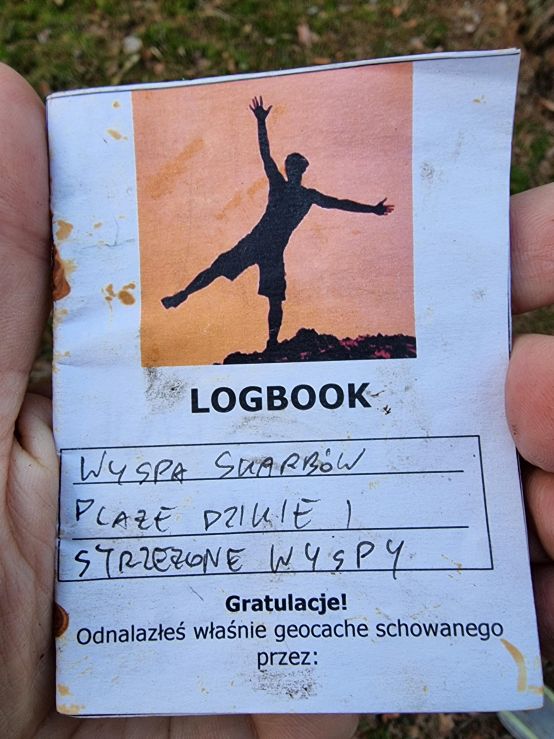 LOGBOOK
WYSPA SKARBÓW
PLAŻE DZIKIE I
STRZEŻONE WYSPY
Gratulacje!
Odnalazłeś właśnie geocache schowanego
przez: